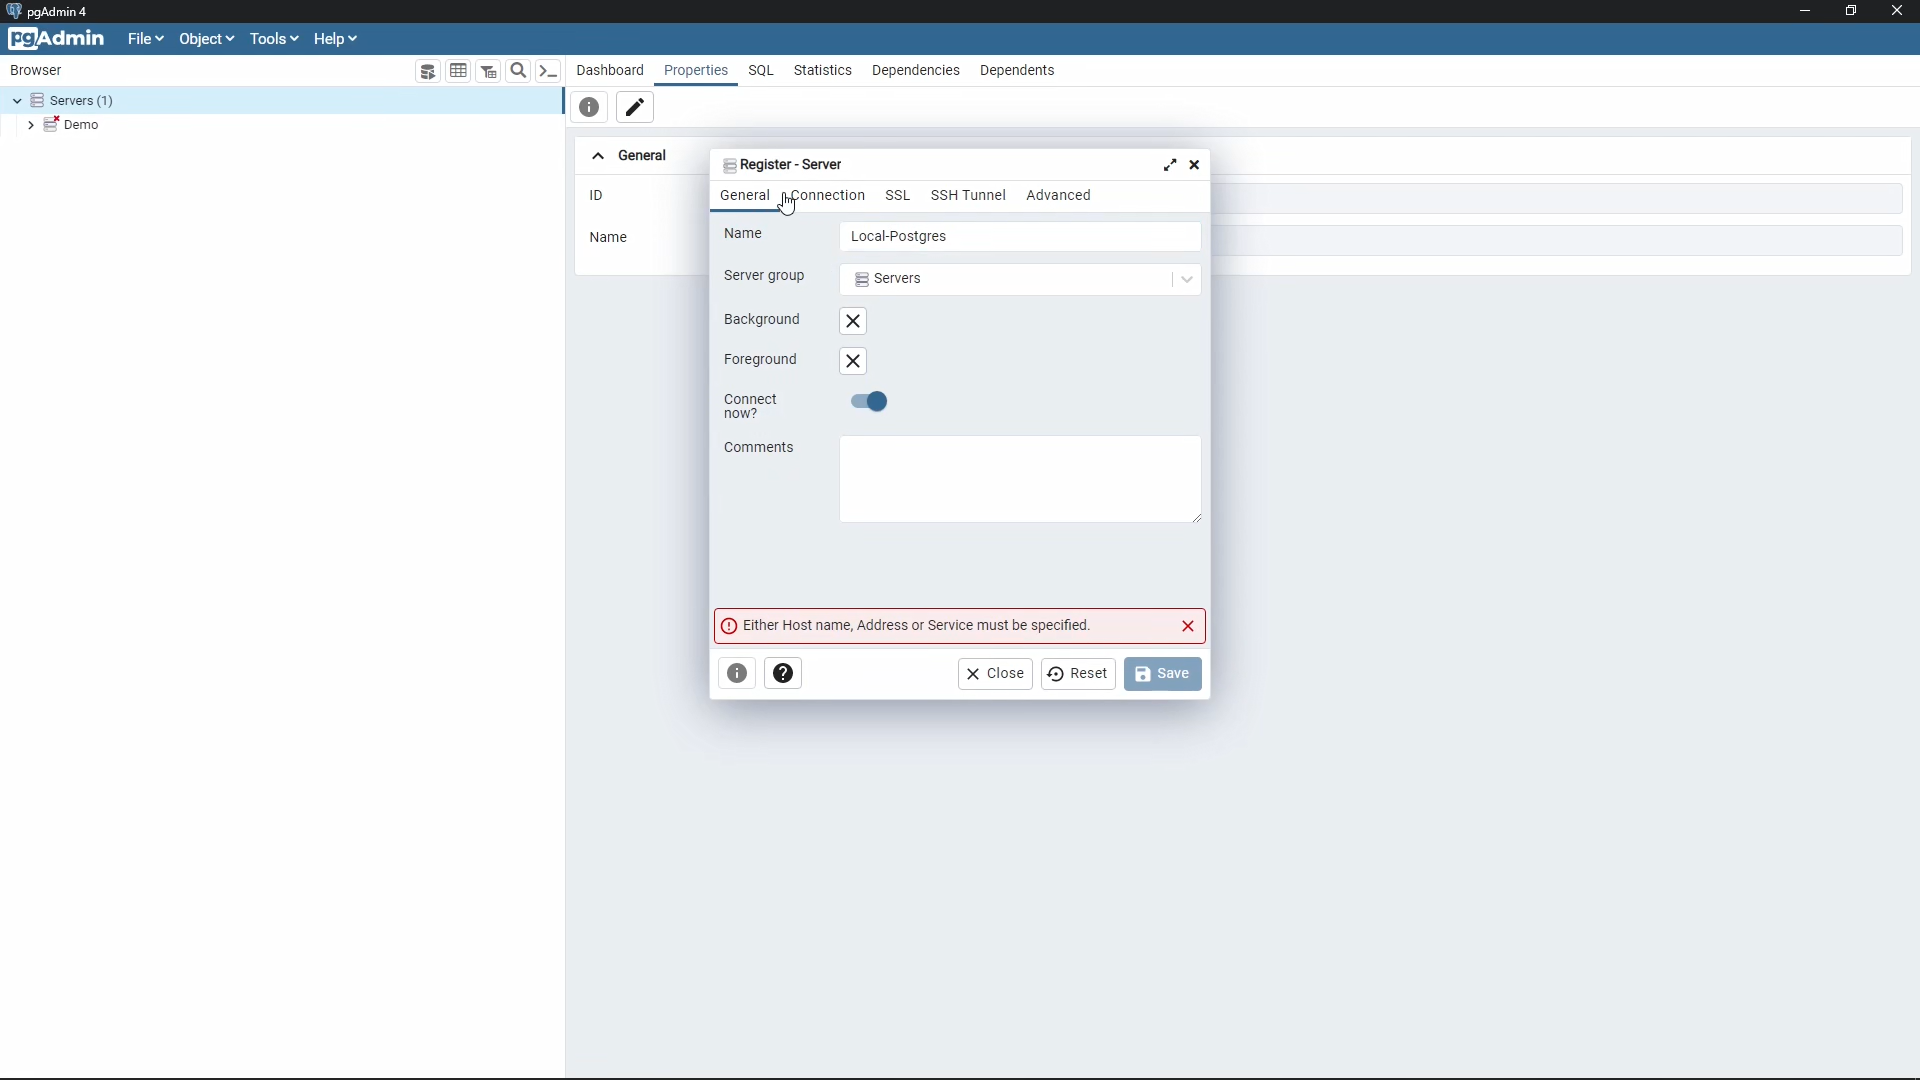 pgAdmin 4
pgAdmin File Object Tools Help
Browser
Dashboard Properties SQL Statistics Dependencies Dependents
Servers (1)
Demo
General
ID
Name
Register - Server
General Connection SSL SSH Tunnel Advanced
Name Local-Postgres
Server group Servers
Background
Foreground
Connect
now?
Comments
Either Host name, Address or Service must be specified.
Close Reset Save